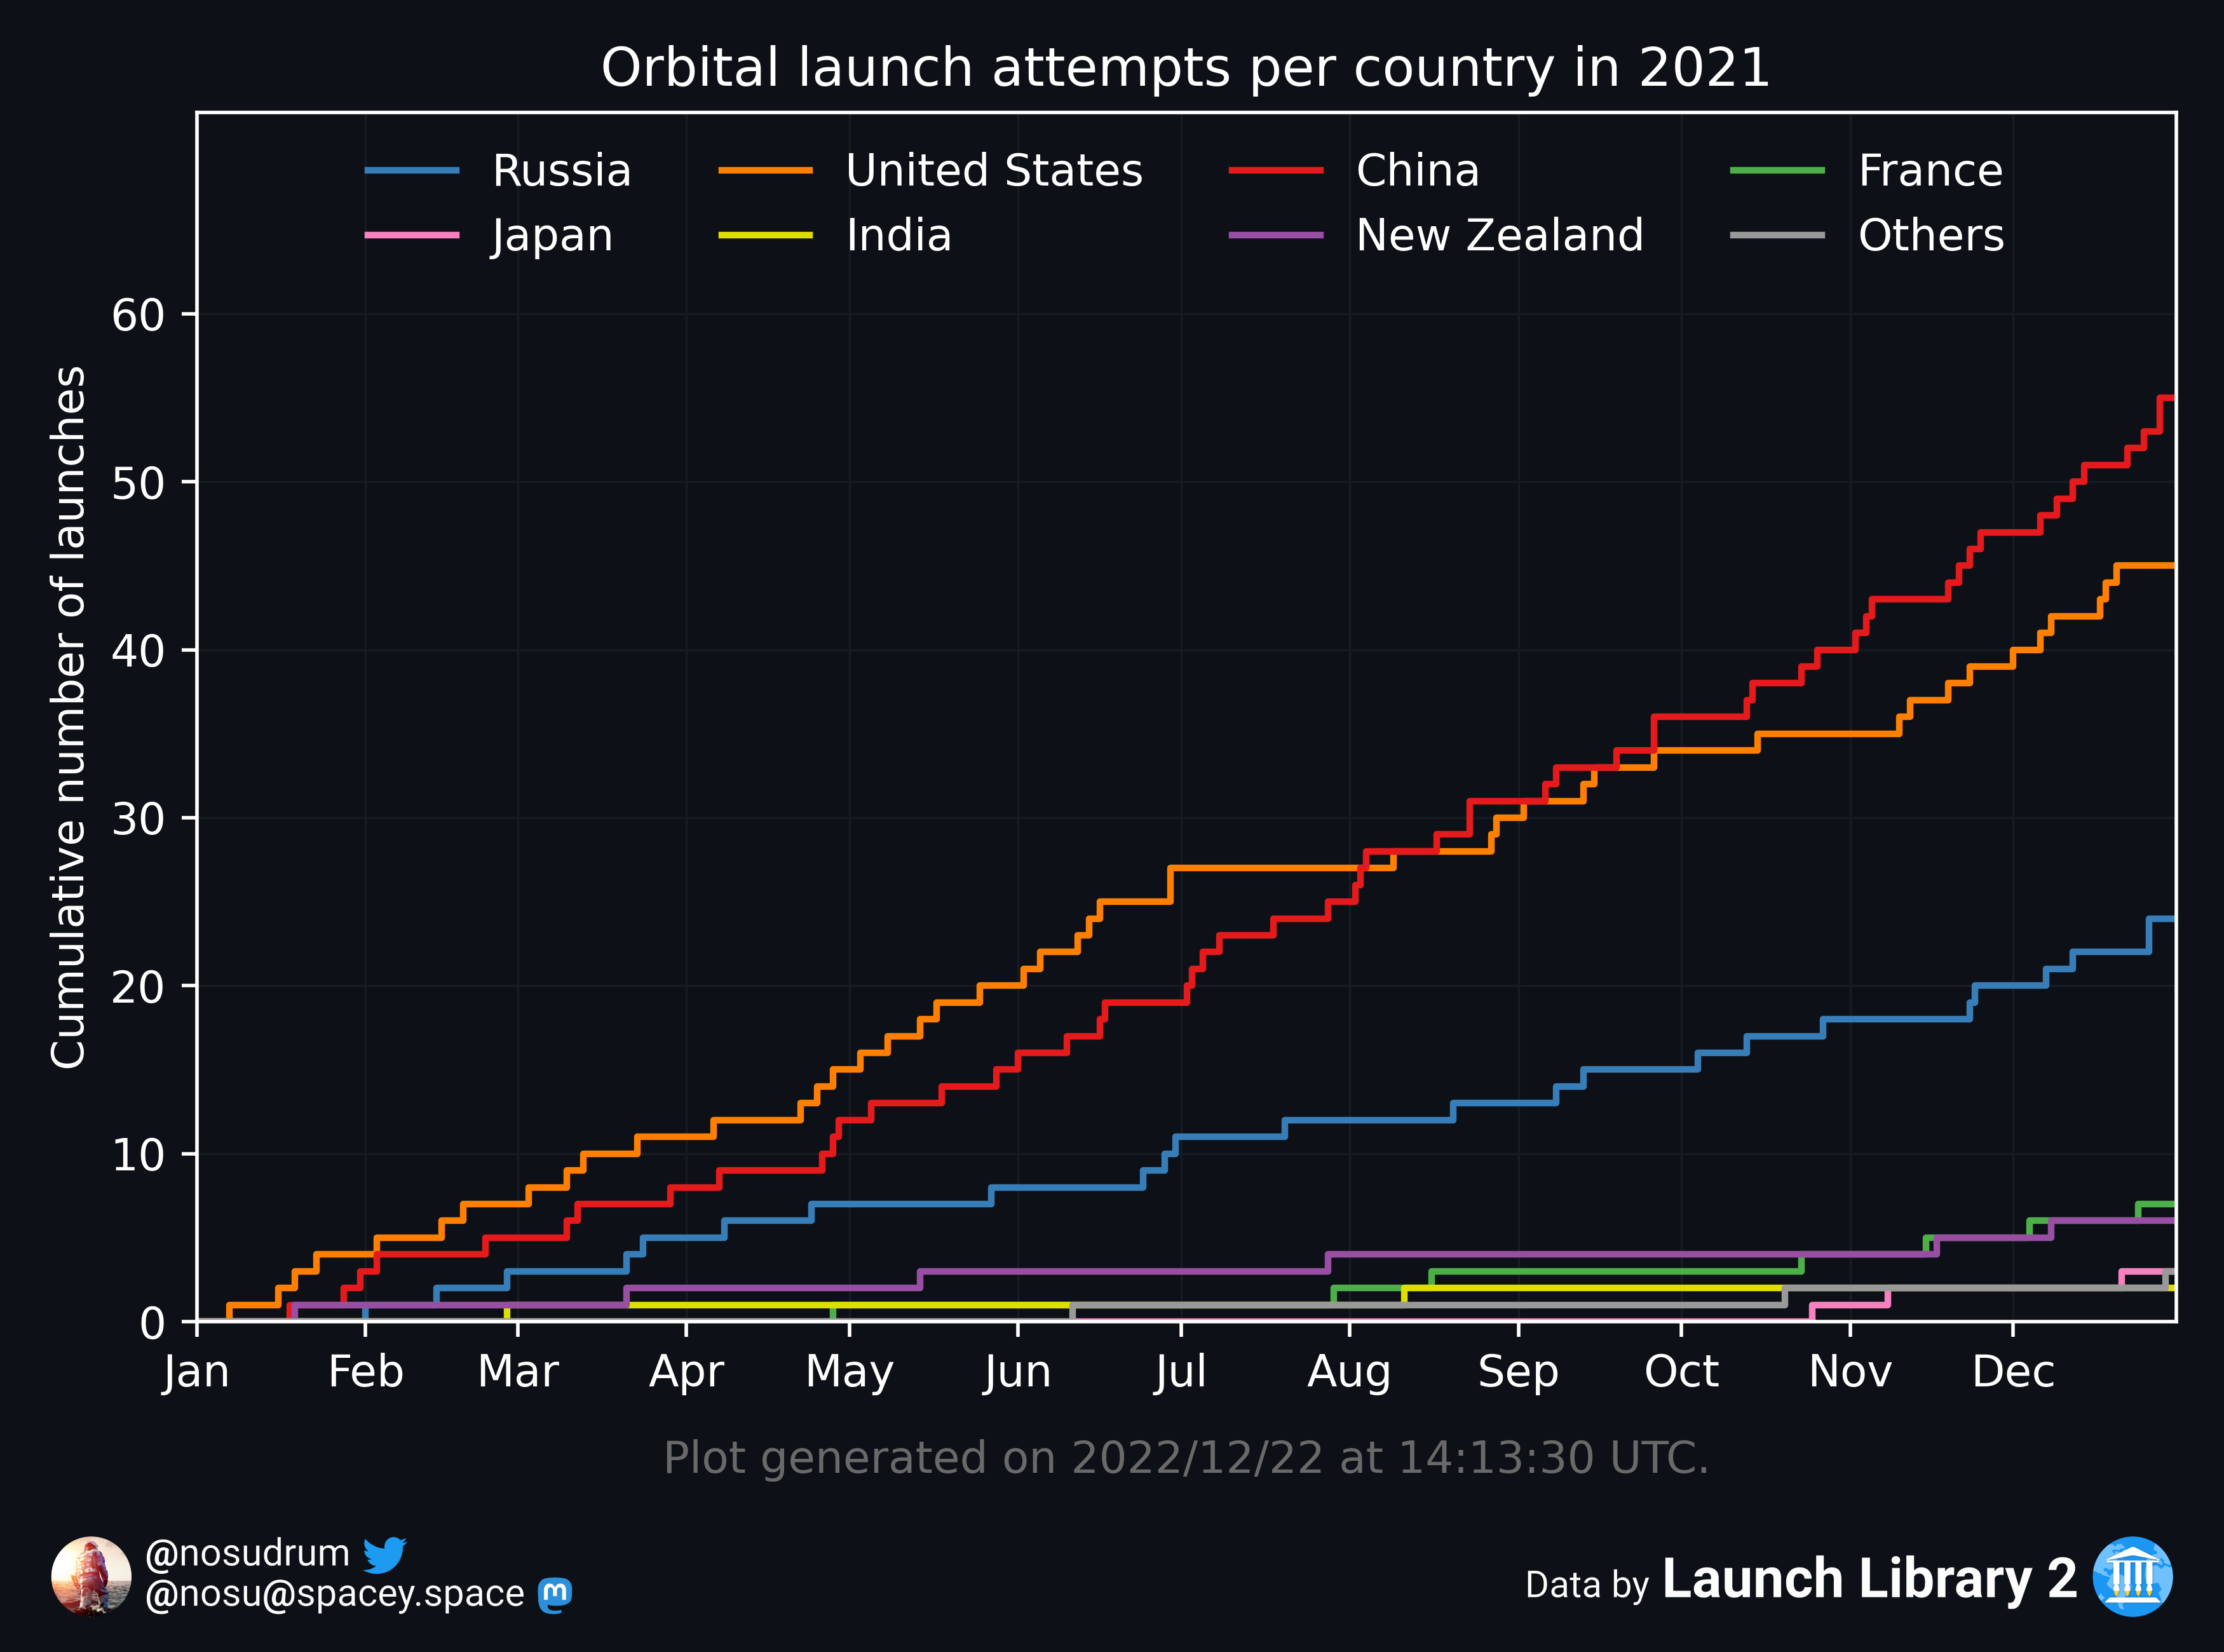 Orbital launch attempts per country in 2021
Russia United States China France
Japan India New Zealand Others
60
50
40
30
20
10
0
Cumulative number of launches
Jan Feb Mar Apr May Jun Jul Aug Sep Oct Nov Dec
Plot generated on 2022/12/22 at 14:13:30 UTC.
@nosudrum
@nosu@spacey.space
Data by Launch Library 2